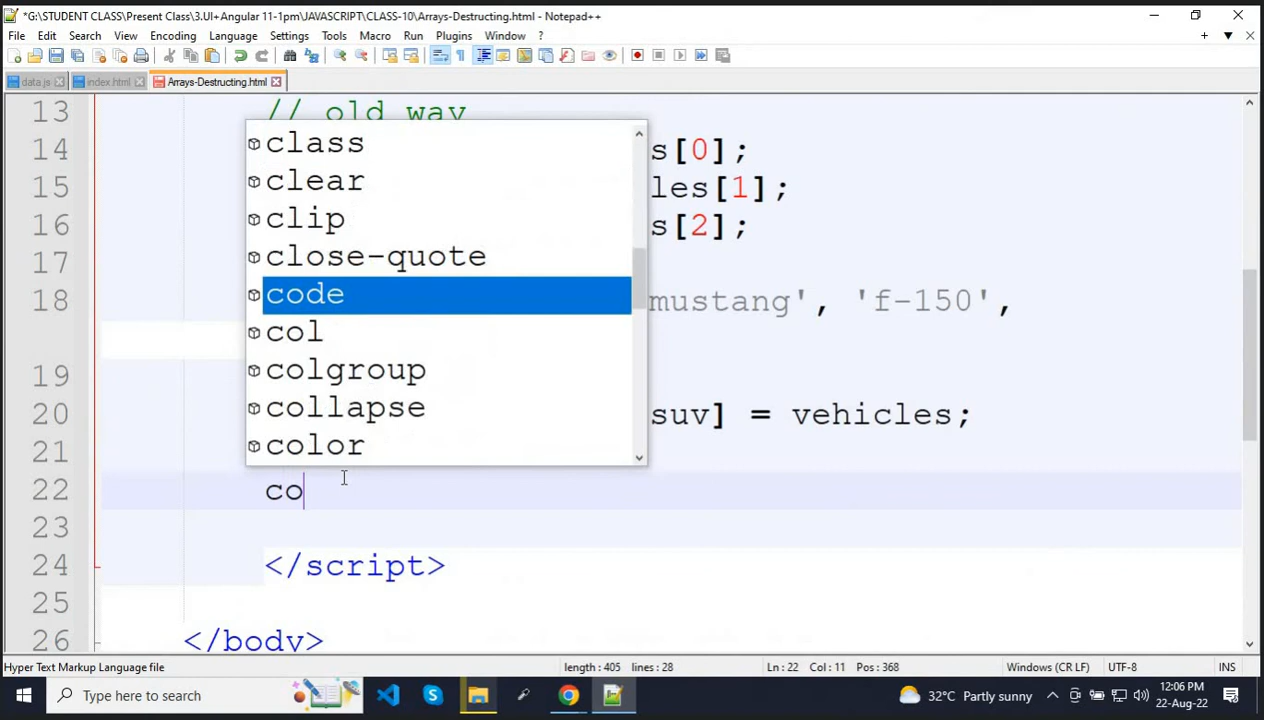 *G:\STUDENT CLASS\Present Class\3.UI+Angular 11-1pm\JAVASCRIPT\CLASS-10\Arrays-Destructing.html - Notepad++
File Edit Search View Encoding Language Settings Tools Macro Run Plugins Window ?
data.js index.html Arrays-Destructing.html
13 // old way
class
14 s[0];
15 clear les[1];
16 clip s[2];
17 close-quote
18 code mustang', 'f-150',
col
19 colgroup
20 collapse suv] = vehicles;
21 color
22 co
23
24 </script>
25
26 </body>
Hyper Text Markup Language file length : 405 lines : 28 Ln : 22 Col : 11 Pos : 368 Windows (CR LF) UTF-8 INS
Type here to search 32°C Partly sunny 12:06 PM
22-Aug-22